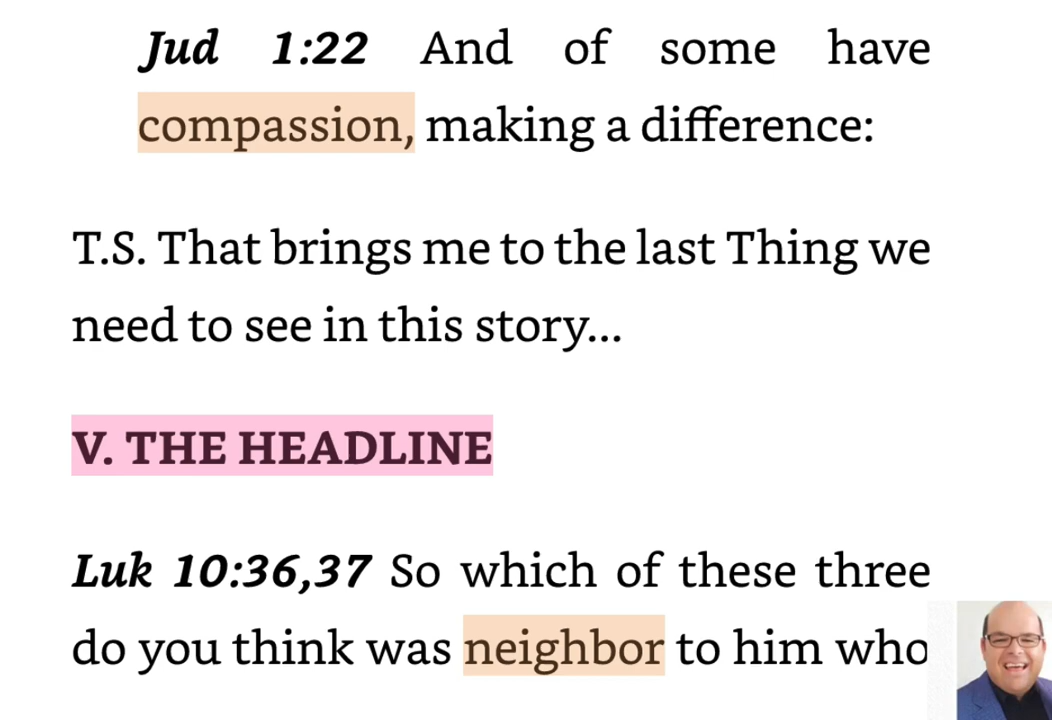 Jud 1:22 And of some have
compassion, making a difference:
T.S. That brings me to the last Thing we
need to see in this story...
V. THE HEADLINE
Luk 10:36,37 So which of these three
do you think was neighbor to him who